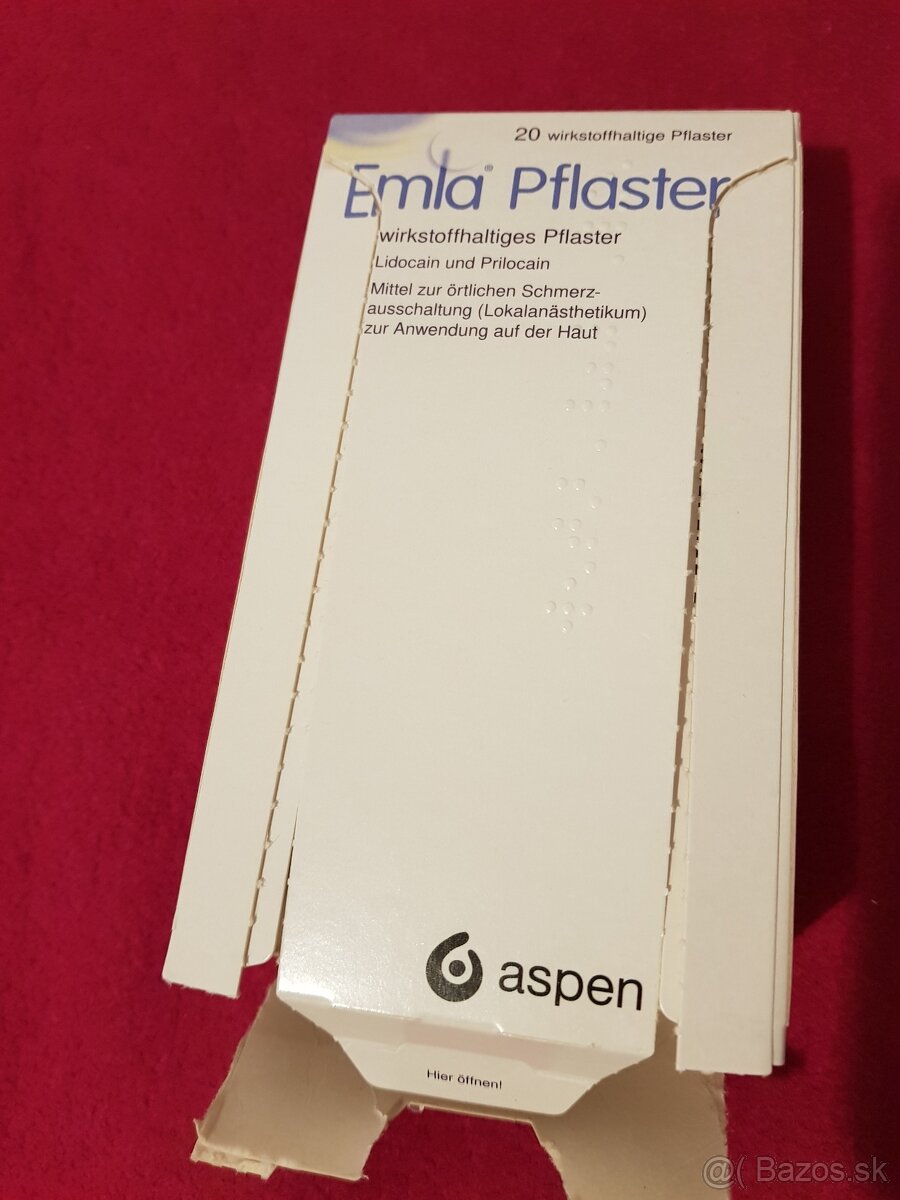 20 wirkstoffhaltige Pflaster
Emla® Pflaster
wirkstoffhaltiges Pflaster
Lidocain und Prilocain
Mittel zur örtlichen Schmerz-
ausschaltung (Lokalanästhetikum)
zur Anwendung auf der Haut
aspen
Hier öffnen!
@( Bazos.sk